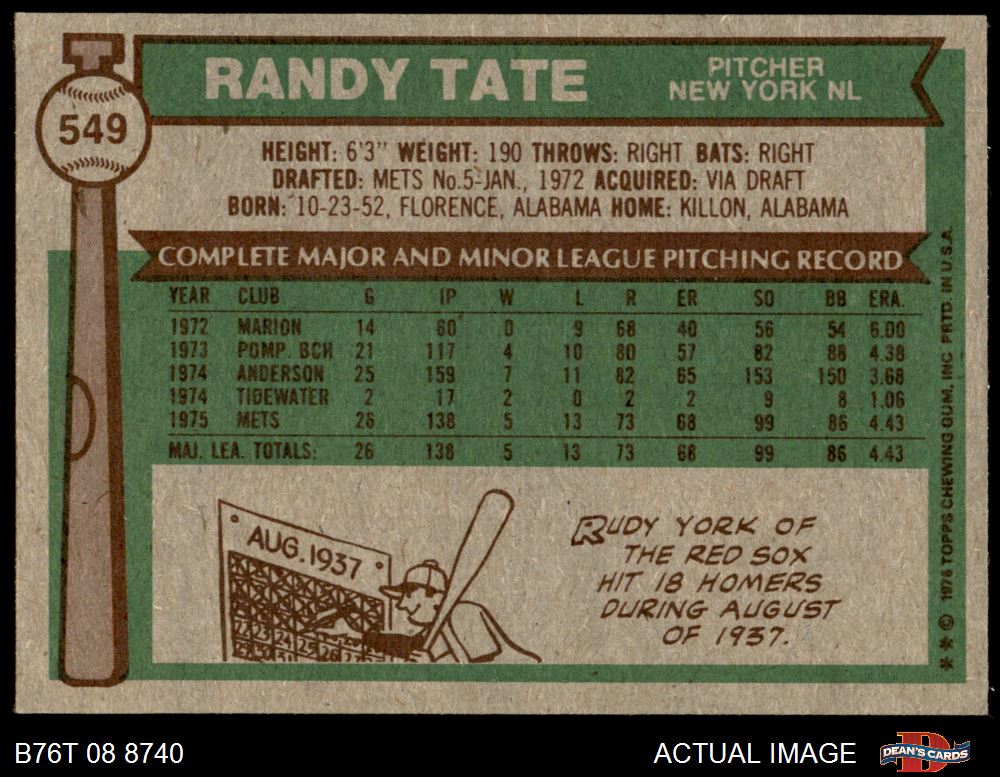 RANDY TATE
PITCHER
NEW YORK NL
549
HEIGHT: 6'3" WEIGHT: 190 THROWS: RIGHT BATS: RIGHT
DRAFTED: METS No.5-JAN., 1972 ACQUIRED: VIA DRAFT
BORN: 10-23-52, FLORENCE, ALABAMA HOME: KILLON, ALABAMA
COMPLETE MAJOR AND MINOR LEAGUE PITCHING RECORD
YEAR CLUB G IP W L R ER SO BB ERA.
1972 MARION 14 60 0 9 68 40 56 54 6.00
1973 POMP. BCH 21 117 4 10 80 57 82 88 4.38
1974 ANDERSON 25 159 7 11 82 65 153 150 3.68
1974 TIDEWATER 2 17 2 0 2 2 9 8 1.06
1975 METS 26 138 5 13 73 68 99 86 4.43
MAJ. LEA. TOTALS: 26 138 5 13 73 68 99 86 4.43
AUG. 1937
RUDY YORK OF
THE RED SOX
HIT 18 HOMERS
DURING AUGUST
OF 1937.
** © 1976 TOPPS CHEWING GUM, INC. PRTD. IN U.S.A.
B76T 08 8740
ACTUAL IMAGE
DEAN'S CARDS